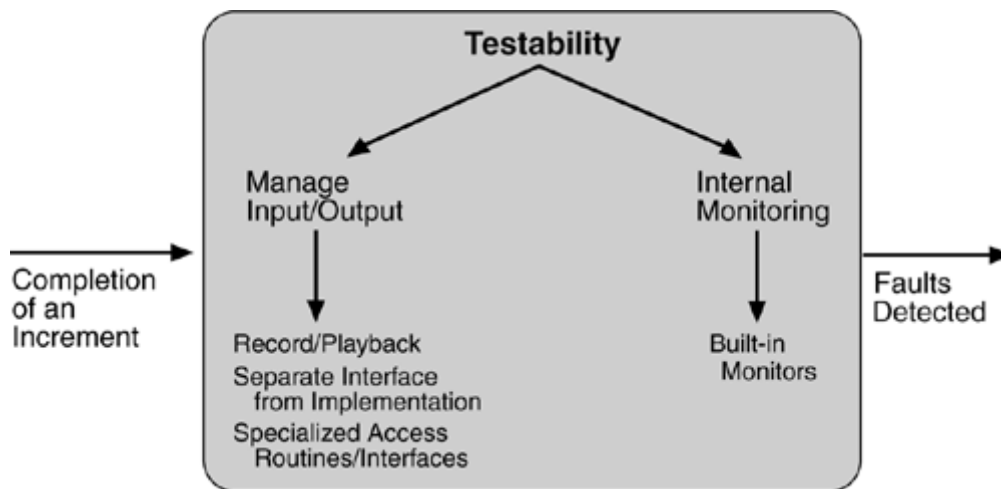 Testability
Manage
Input/Output
Internal
Monitoring
Completion
of an
Increment
Faults
Detected
Record/Playback
Separate Interface
from Implementation
Specialized Access
Routines/Interfaces
Built-in
Monitors